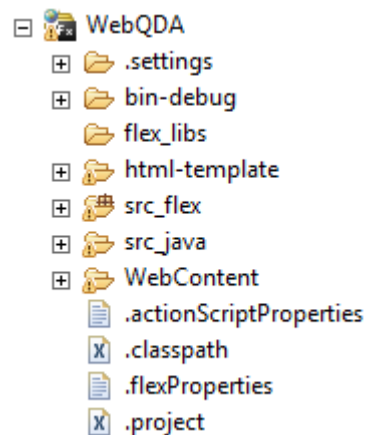 WebQDA
.settings
bin-debug
flex_libs
html-template
src_flex
src_java
WebContent
.actionScriptProperties
.classpath
.flexProperties
.project